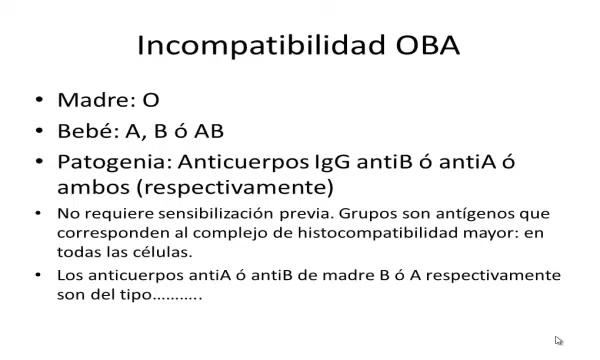 Incompatibilidad OBA
• Madre: O
• Bebé: A, B ó AB
• Patogenia: Anticuerpos IgG antiB ó antiA ó
ambos (respectivamente)
• No requiere sensibilización previa. Grupos son antígenos que
corresponden al complejo de histocompatibilidad mayor: en
todas las células.
• Los anticuerpos antiA ó antiB de madre B ó A respectivamente
son del tipo...........